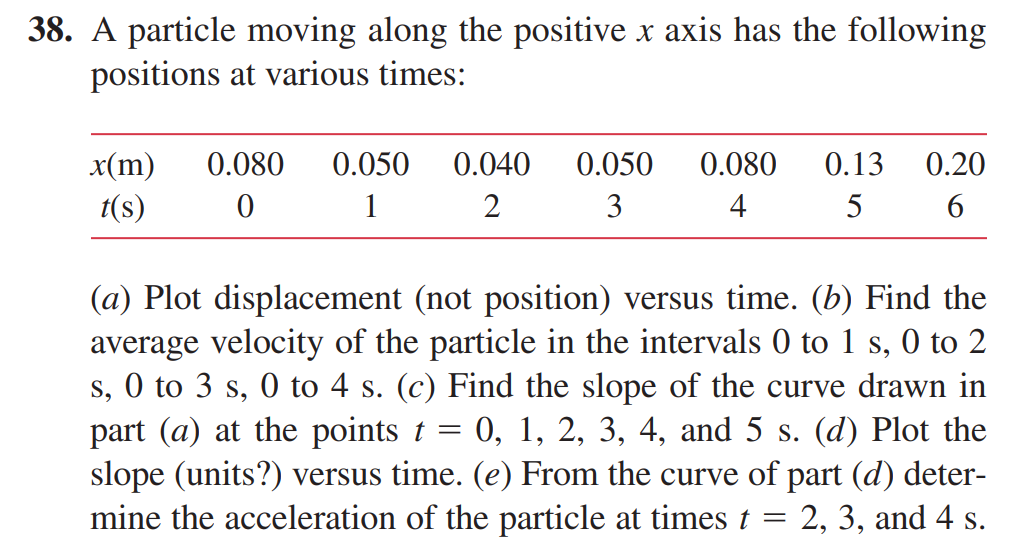 38. A particle moving along the positive x axis has the following
positions at various times:
x(m) 0.080 0.050 0.040 0.050 0.080 0.13 0.20
t(s) 0 1 2 3 4 5 6
(a) Plot displacement (not position) versus time. (b) Find the
average velocity of the particle in the intervals 0 to 1 s, 0 to 2
s, 0 to 3 s, 0 to 4 s. (c) Find the slope of the curve drawn in
part (a) at the points t = 0, 1, 2, 3, 4, and 5 s. (d) Plot the
slope (units?) versus time. (e) From the curve of part (d) deter-
mine the acceleration of the particle at times t = 2, 3, and 4 s.